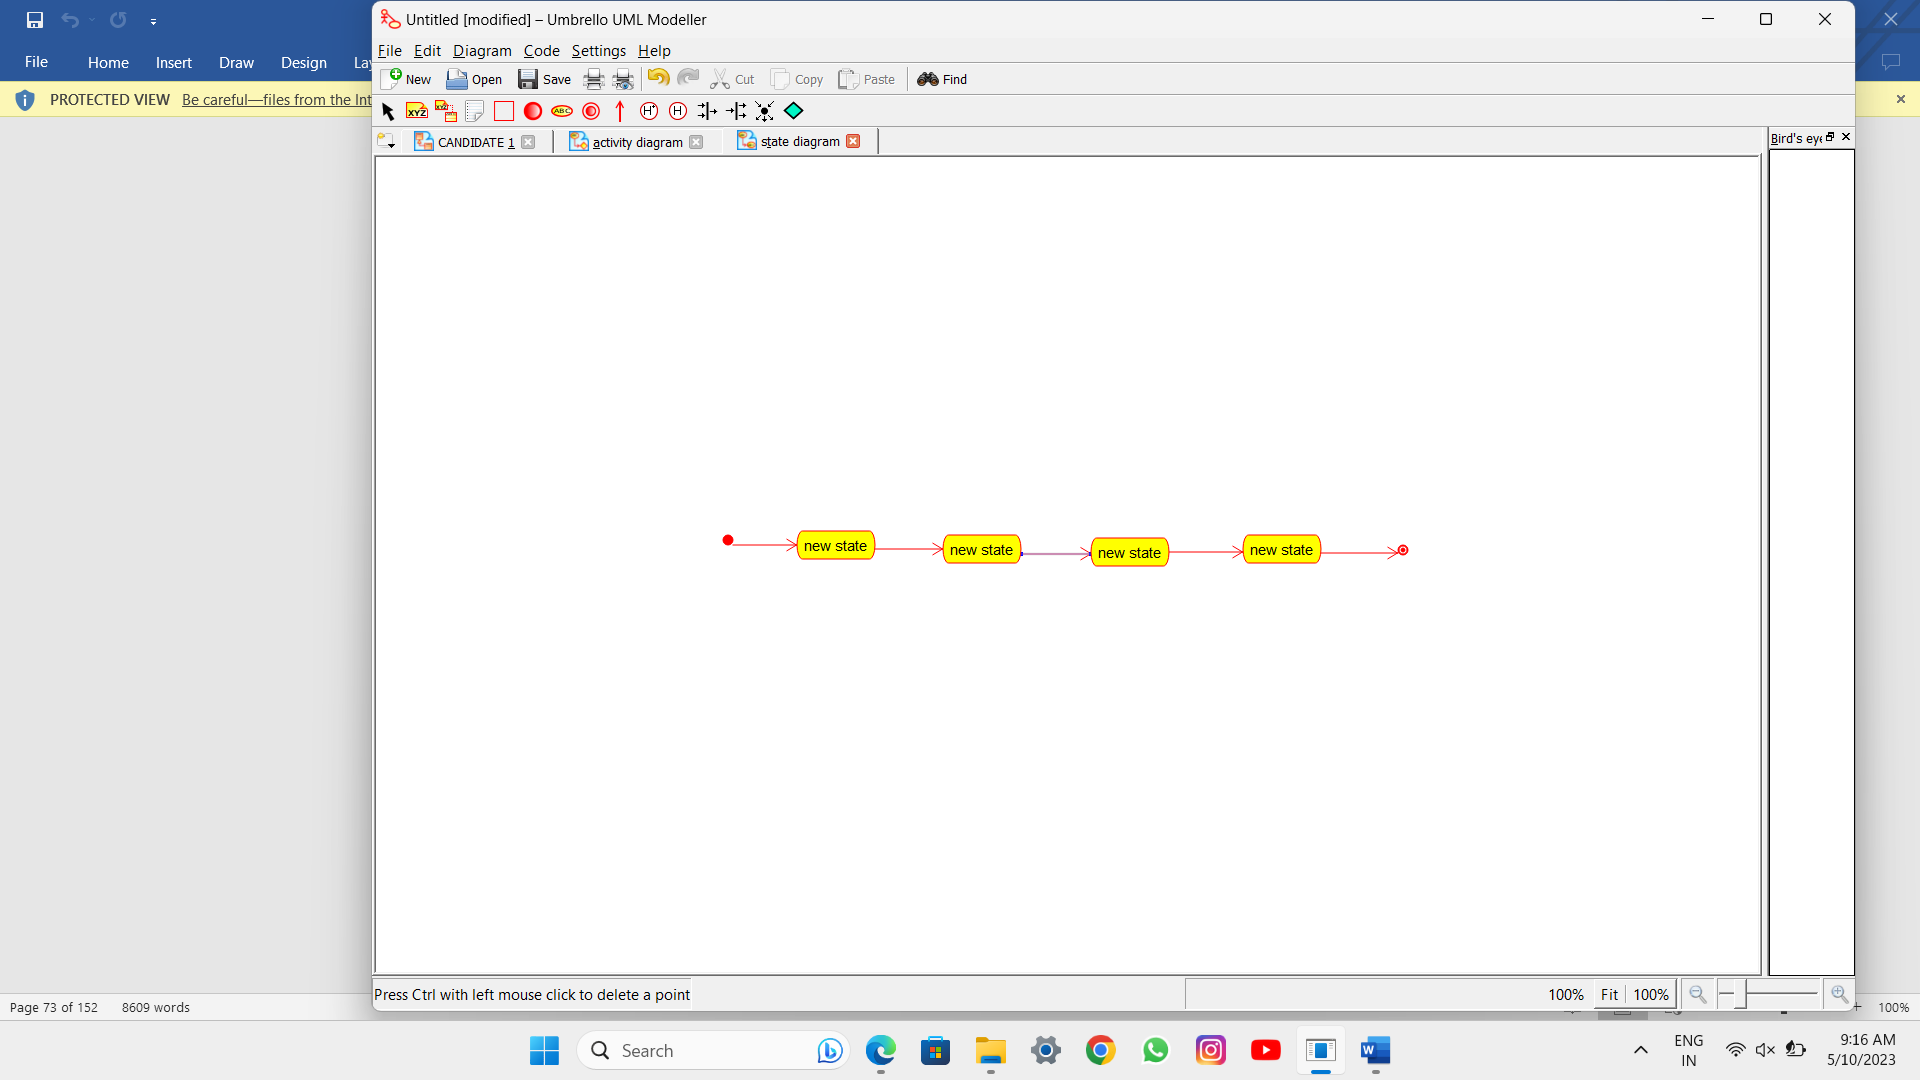 Untitled [modified] – Umbrello UML Modeller
File Home Insert Draw Design
File Edit Diagram Code Settings Help
PROTECTED VIEW Be careful—files from the Int
New Open Save Cut Copy Paste Find
XYZ XYZ ABC H* H
CANDIDATE 1 activity diagram state diagram
Bird's eye
new state new state new state new state
Press Ctrl with left mouse click to delete a point
100% Fit 100%
Page 73 of 152 8609 words 100%
Search
ENG
IN
9:16 AM
5/10/2023